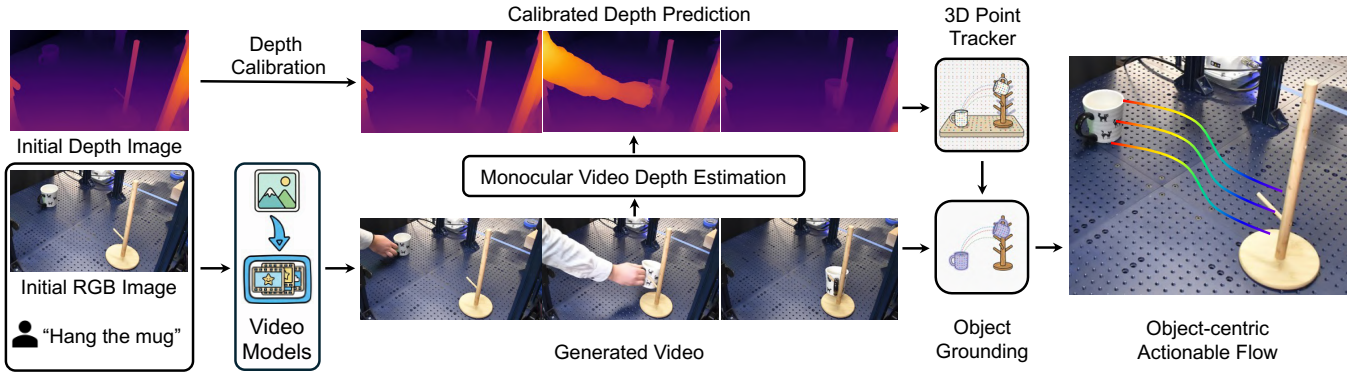 Calibrated Depth Prediction
3D Point
Tracker
Depth
Calibration
Initial Depth Image
Monocular Video Depth Estimation
Initial RGB Image
“Hang the mug”
Video
Models
Generated Video
Object
Grounding
Object-centric
Actionable Flow